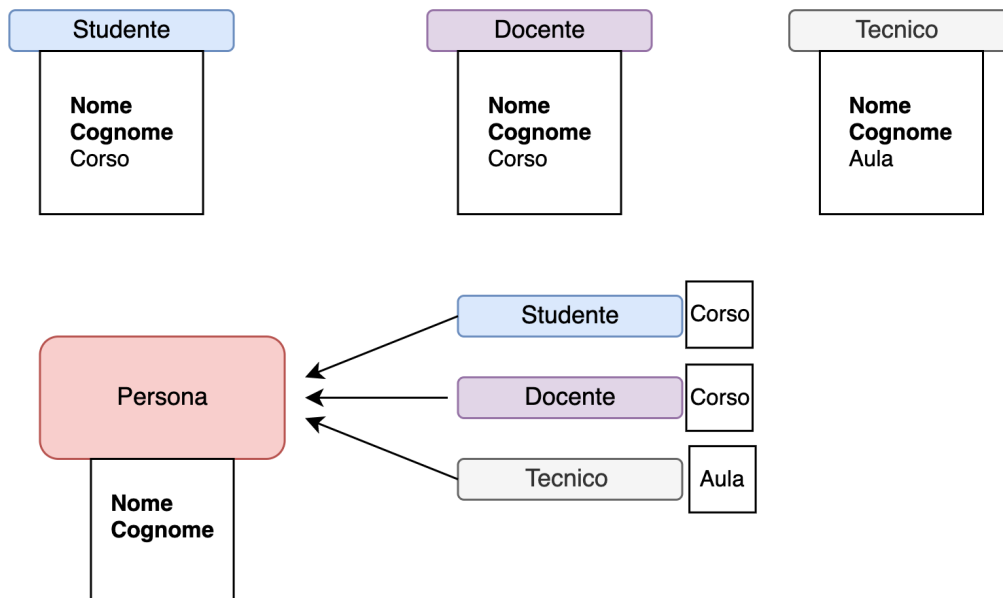 Studente
Docente
Tecnico
Nome
Cognome
Corso
Nome
Cognome
Corso
Nome
Cognome
Aula
Studente
Corso
Persona
Docente
Corso
Tecnico
Aula
Nome
Cognome